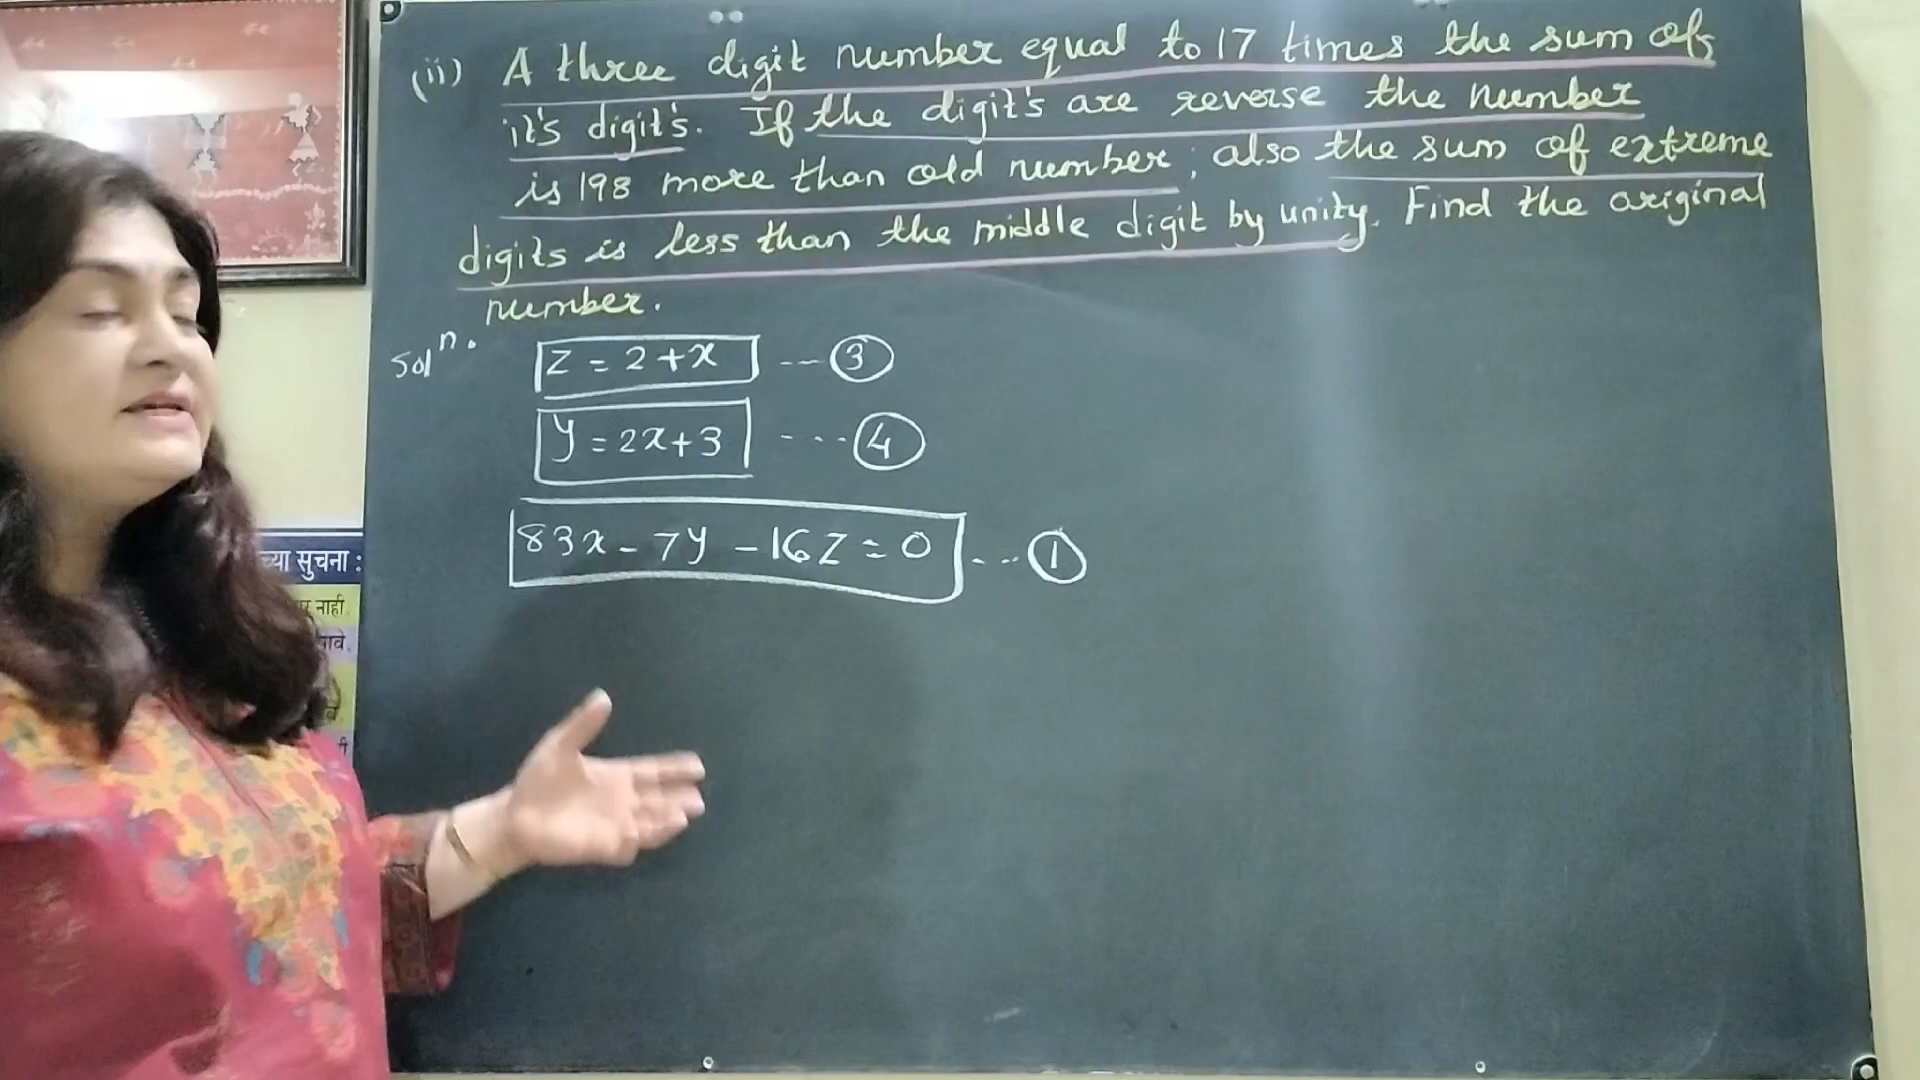 (ii) A three digit number equal to 17 times the sum of
it's digit's. If the digit's are reverse the number
is 198 more than old number; also the sum of extreme
digits is less than the middle digit by unity. Find the original
number.
Solⁿ. z = 2 + x --- ③
y = 2x+3 ---- ④
83x - 7y - 16z = 0 --- ①
च्या सुचना :
नाही.